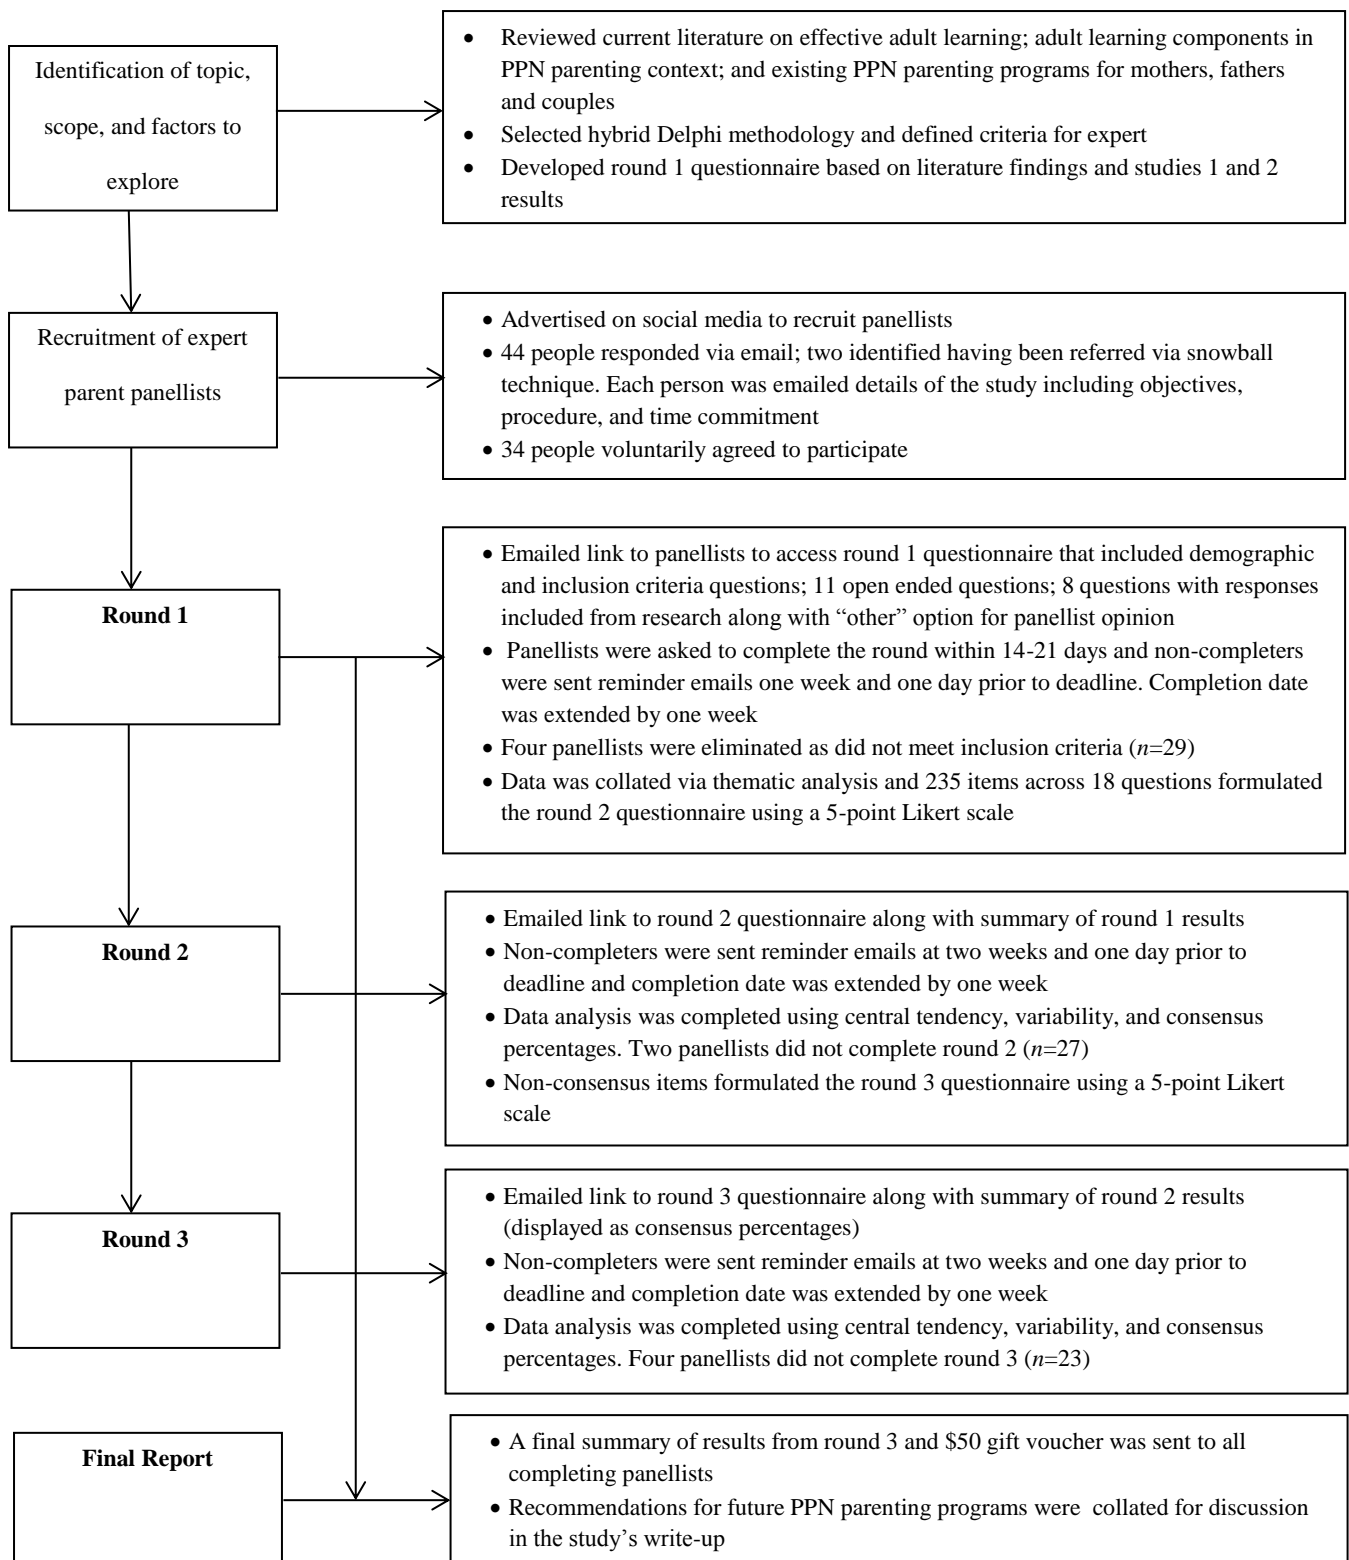 Identification of topic,
scope, and factors to
explore
• Reviewed current literature on effective adult learning; adult learning components in
PPN parenting context; and existing PPN parenting programs for mothers, fathers
and couples
• Selected hybrid Delphi methodology and defined criteria for expert
• Developed round 1 questionnaire based on literature findings and studies 1 and 2
results
Recruitment of expert
parent panellists
• Advertised on social media to recruit panellists
• 44 people responded via email; two identified having been referred via snowball
technique. Each person was emailed details of the study including objectives,
procedure, and time commitment
• 34 people voluntarily agreed to participate
Round 1
• Emailed link to panellists to access round 1 questionnaire that included demographic
and inclusion criteria questions; 11 open ended questions; 8 questions with responses
included from research along with “other” option for panellist opinion
• Panellists were asked to complete the round within 14-21 days and non-completers
were sent reminder emails one week and one day prior to deadline. Completion date
was extended by one week
• Four panellists were eliminated as did not meet inclusion criteria (n=29)
• Data was collated via thematic analysis and 235 items across 18 questions formulated
the round 2 questionnaire using a 5-point Likert scale
Round 2
• Emailed link to round 2 questionnaire along with summary of round 1 results
• Non-completers were sent reminder emails at two weeks and one day prior to
deadline and completion date was extended by one week
• Data analysis was completed using central tendency, variability, and consensus
percentages. Two panellists did not complete round 2 (n=27)
• Non-consensus items formulated the round 3 questionnaire using a 5-point Likert
scale
Round 3
• Emailed link to round 3 questionnaire along with summary of round 2 results
(displayed as consensus percentages)
• Non-completers were sent reminder emails at two weeks and one day prior to
deadline and completion date was extended by one week
• Data analysis was completed using central tendency, variability, and consensus
percentages. Four panellists did not complete round 3 (n=23)
Final Report
• A final summary of results from round 3 and $50 gift voucher was sent to all
completing panellists
• Recommendations for future PPN parenting programs were collated for discussion
in the study’s write-up